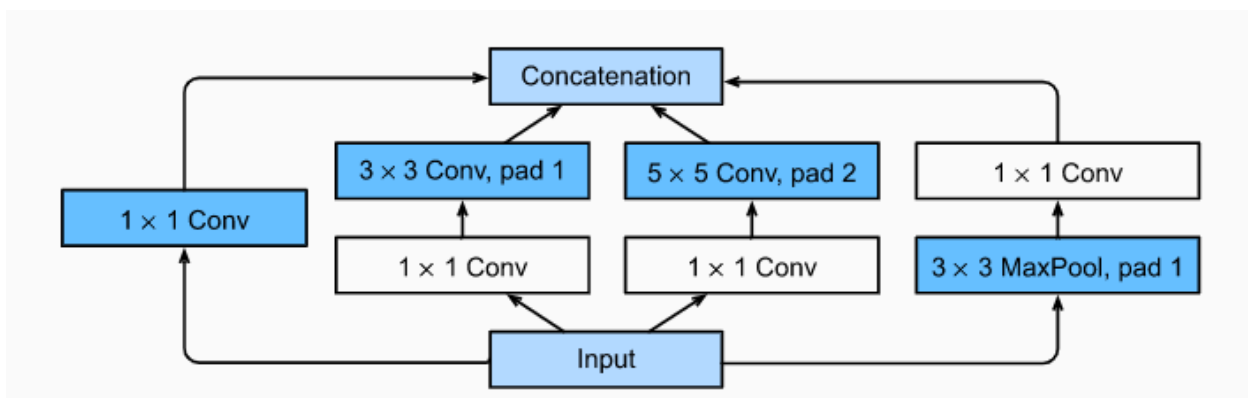 Concatenation
3 × 3 Conv, pad 1
5 × 5 Conv, pad 2
1 × 1 Conv
1 × 1 Conv
1 × 1 Conv
1 × 1 Conv
3 × 3 MaxPool, pad 1
Input